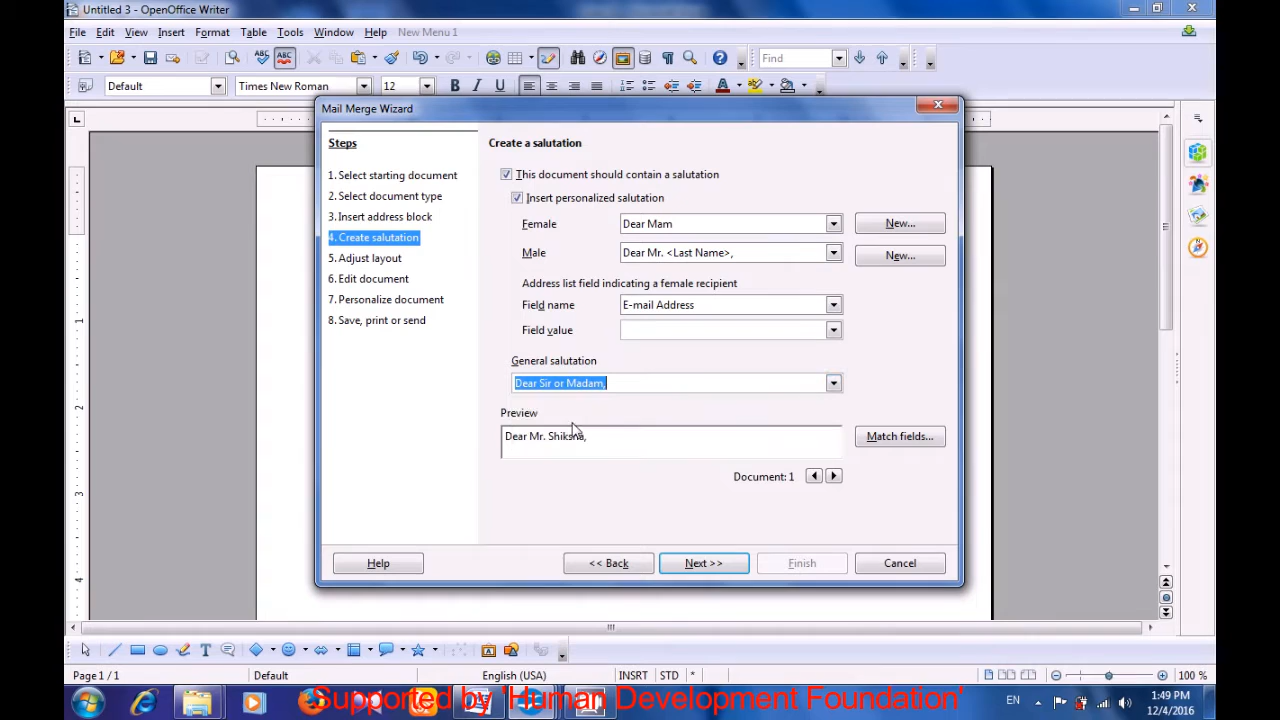 Untitled 3 - OpenOffice Writer
File Edit View Insert Format Table Tools Window Help New Menu 1
Find
Default Times New Roman 12 B I U
Mail Merge Wizard
Steps
1. Select starting document
2. Select document type
3. Insert address block
4. Create salutation
5. Adjust layout
6. Edit document
7. Personalize document
8. Save, print or send
Create a salutation
This document should contain a salutation
Insert personalized salutation
Female Dear Mam New...
Male Dear Mr. <Last Name>, New...
Address list field indicating a female recipient
Field name E-mail Address
Field value
General salutation
Dear Sir or Madam,
Preview
Dear Mr. Shiksha, Match fields...
Document: 1
Help << Back Next >> Finish Cancel
1
2
3
4
Page 1 / 1 Default English (USA) INSRT STD * 100 %
Supported by 'Human Development Foundation'
EN 1:49 PM
12/4/2016